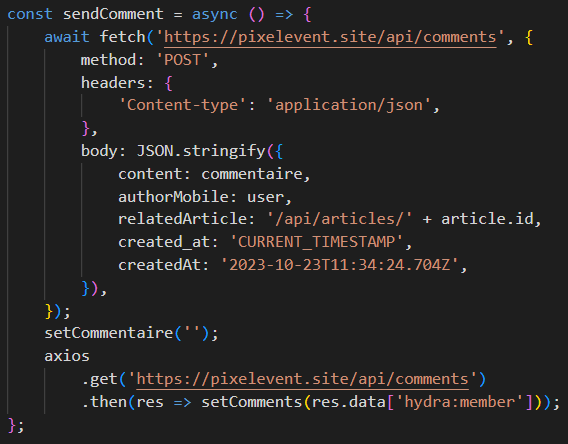 const sendComment = async () => {
    await fetch('https://pixelevent.site/api/comments', {
        method: 'POST',
        headers: {
            'Content-type': 'application/json',
        },
        body: JSON.stringify({
            content: commentaire,
            authorMobile: user,
            relatedArticle: '/api/articles/' + article.id,
            created_at: 'CURRENT_TIMESTAMP',
            createdAt: '2023-10-23T11:34:24.704Z',
        }),
    });
    setCommentaire('');
    axios
        .get('https://pixelevent.site/api/comments')
        .then(res => setComments(res.data['hydra:member']));
};